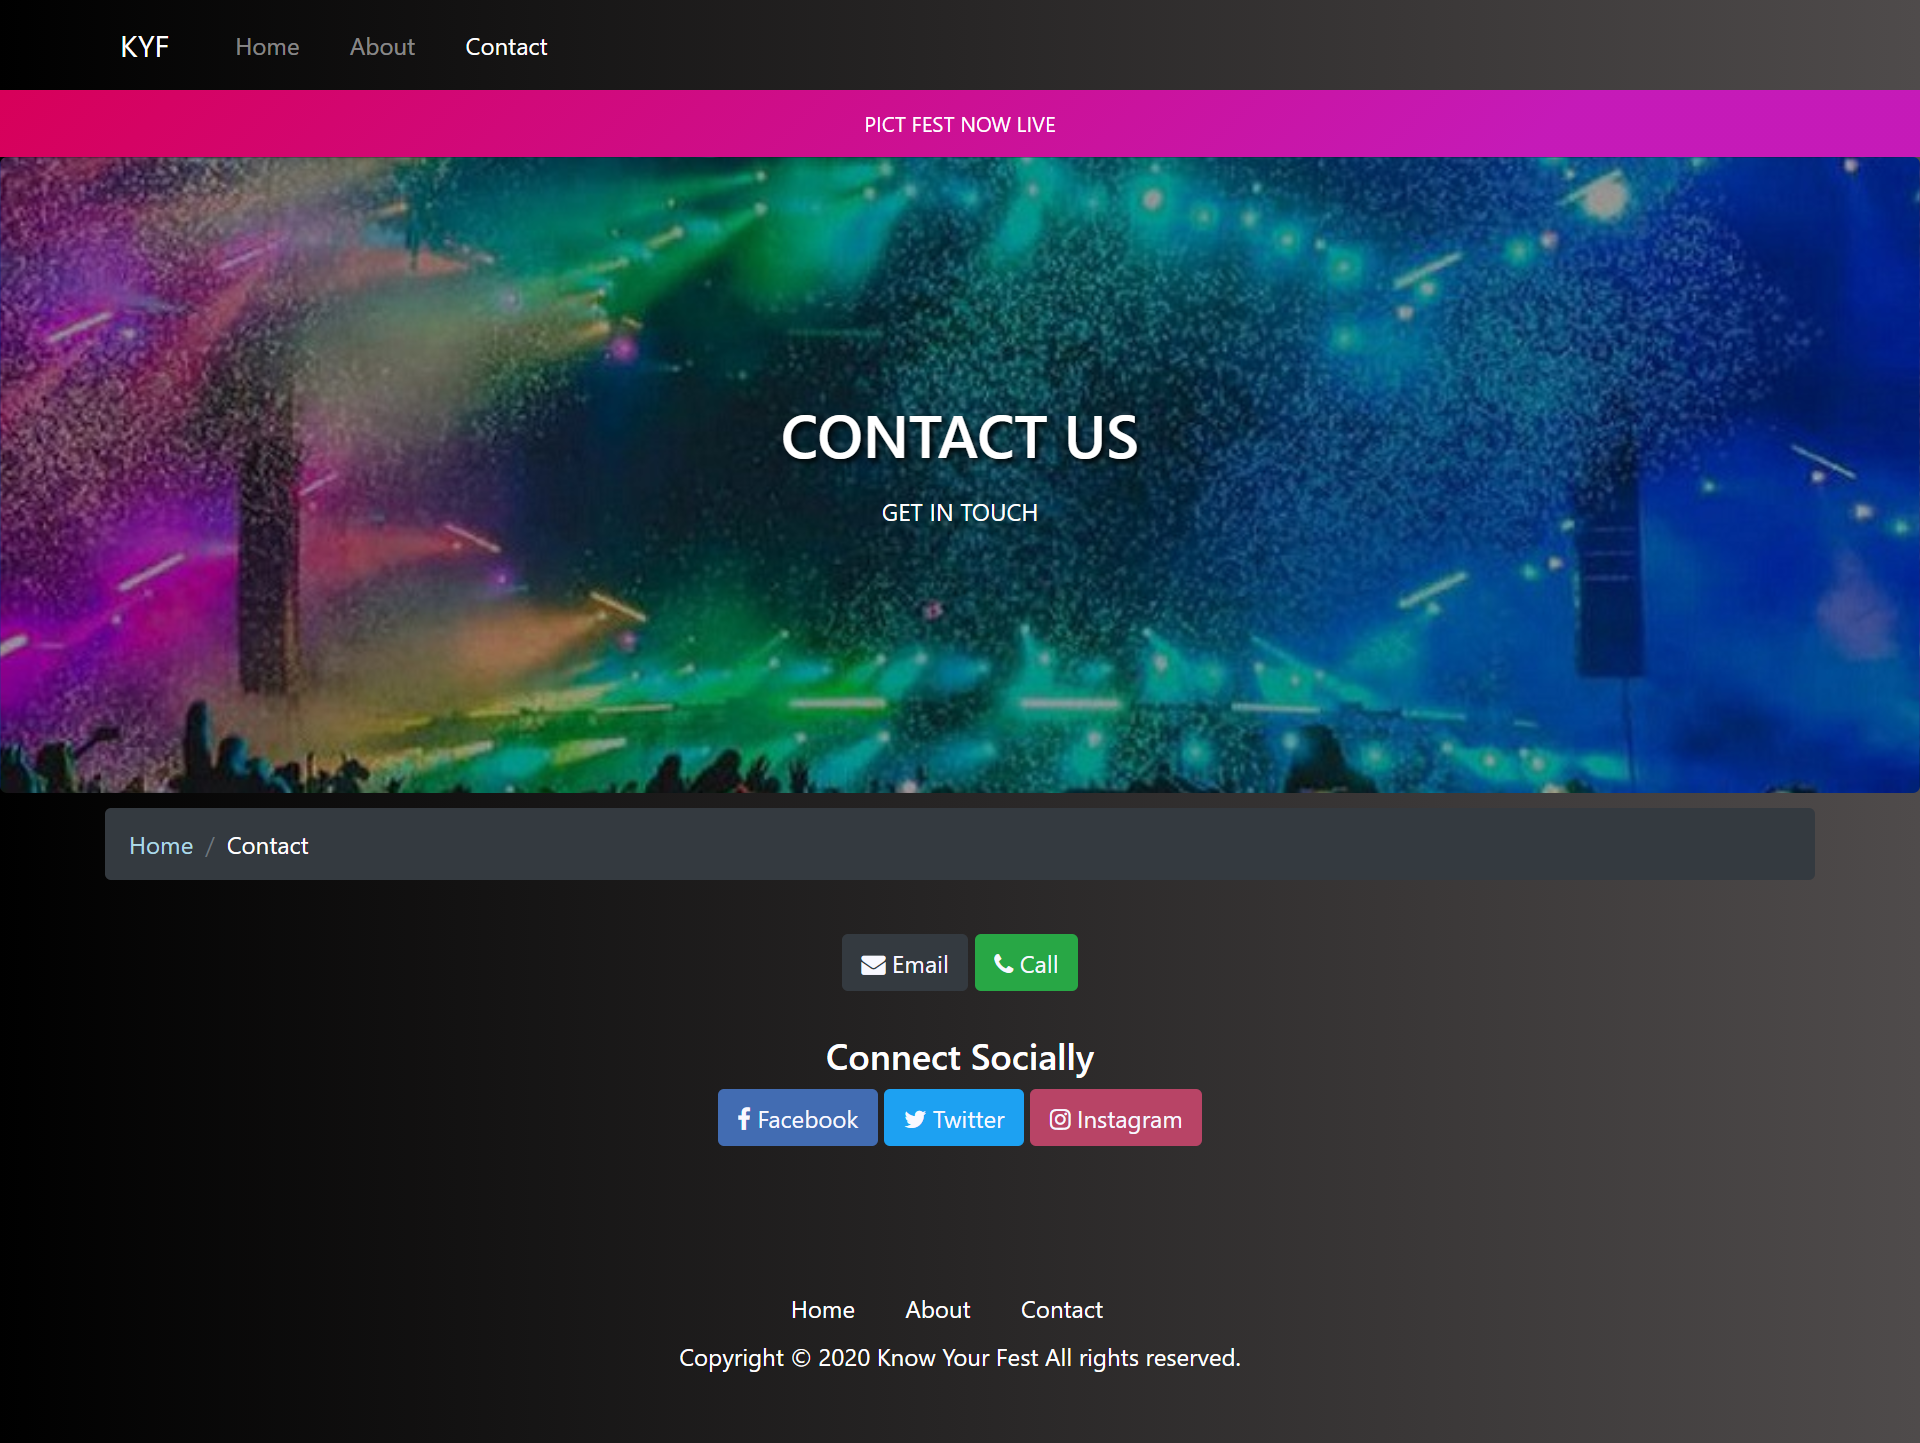 KYF Home About Contact
PICT FEST NOW LIVE
CONTACT US
GET IN TOUCH
Home / Contact
Email Call
Connect Socially
Facebook Twitter Instagram
Home About Contact
Copyright © 2020 Know Your Fest All rights reserved.